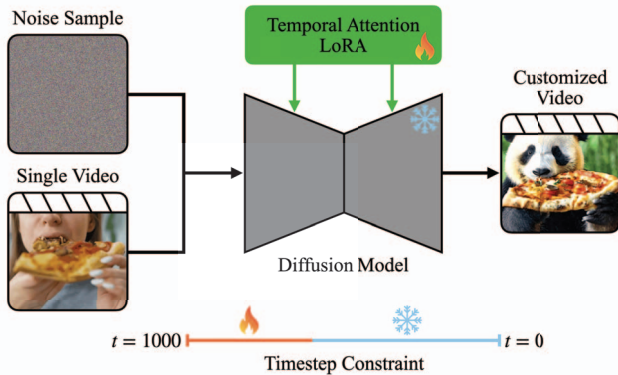 Noise Sample
Temporal Attention
LoRA
Customized
Video
Single Video
Diffusion Model
t = 1000
t = 0
Timestep Constraint